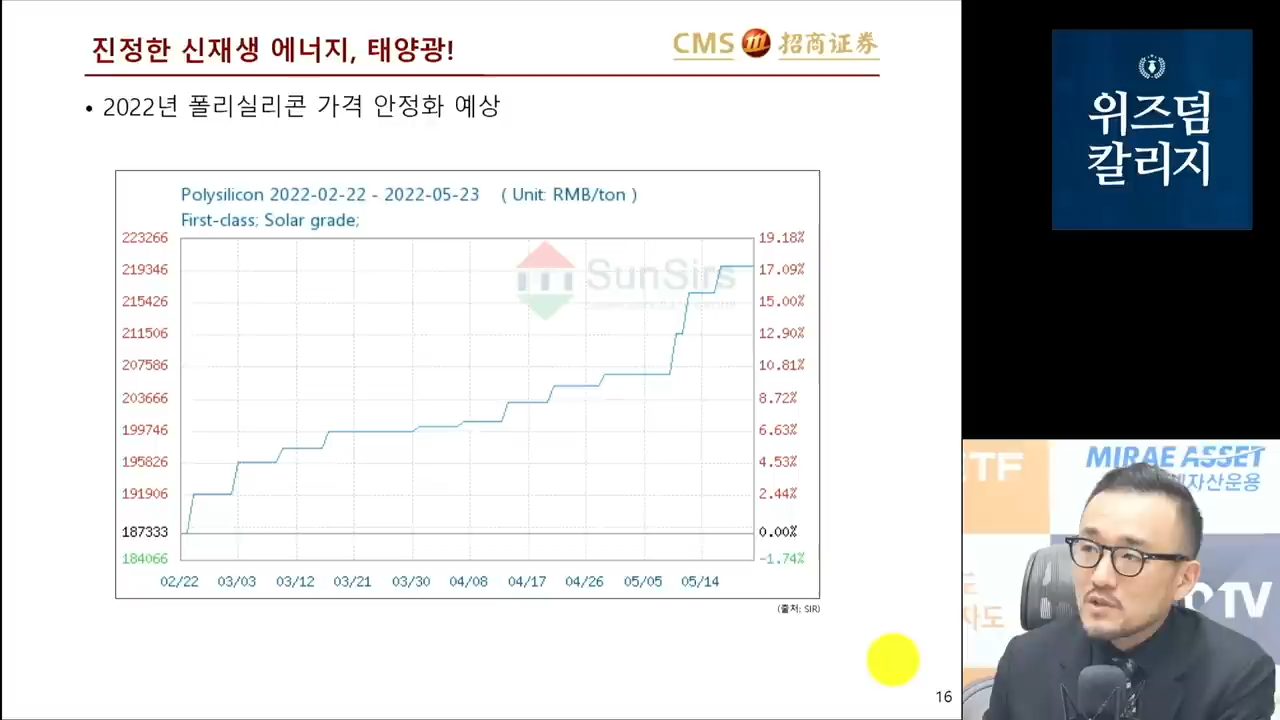 진정한 신재생 에너지, 태양광!
CMS 招商证券
• 2022년 폴리실리콘 가격 안정화 예상
Polysilicon 2022-02-22 - 2022-05-23 ( Unit: RMB/ton )
First-class; Solar grade;
SunSirs
223266 19.18%
219346 17.09%
215426 15.00%
211506 12.90%
207586 10.81%
203666 8.72%
199746 6.63%
195826 4.53%
191906 2.44%
187333 0.00%
184066 -1.74%
02/22 03/03 03/12 03/21 03/30 04/08 04/17 04/26 05/05 05/14
(출처: SIR)
16
위즈덤
칼리지
MIRAE ASSET
자산운용
TV